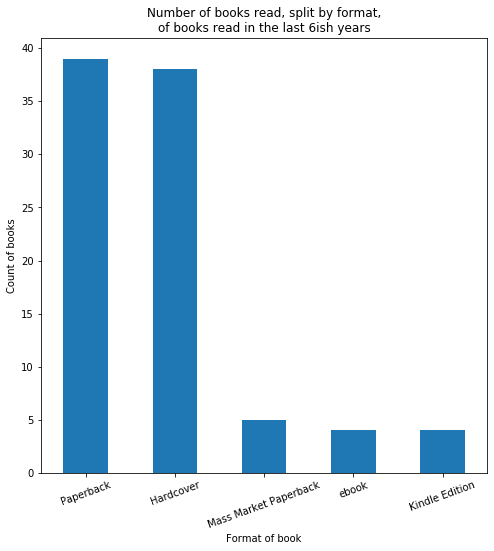 Number of books read, split by format,
of books read in the last 6ish years
Count of books
40
35
30
25
20
15
10
5
0
Paperback
Hardcover
Mass Market Paperback
ebook
Kindle Edition
Format of book